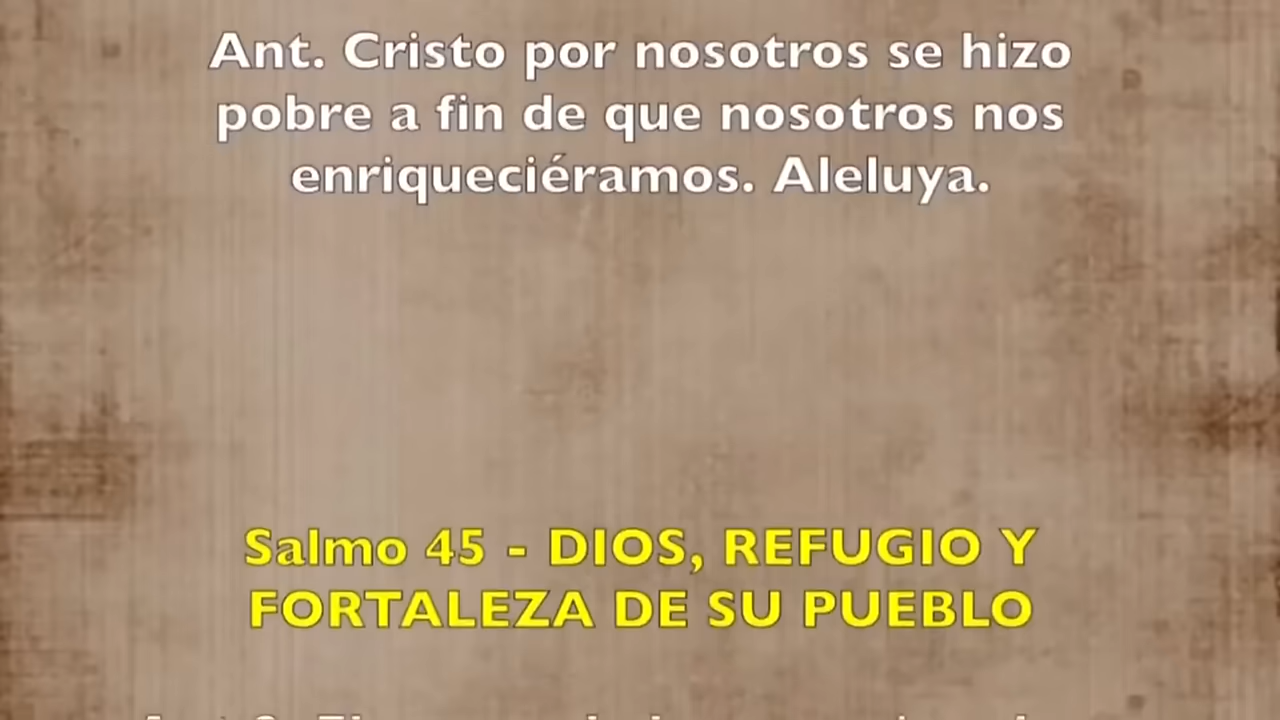 Ant. Cristo por nosotros se hizo
pobre a fin de que nosotros nos
enriqueciéramos. Aleluya.
Salmo 45 - DIOS, REFUGIO Y
FORTALEZA DE SU PUEBLO